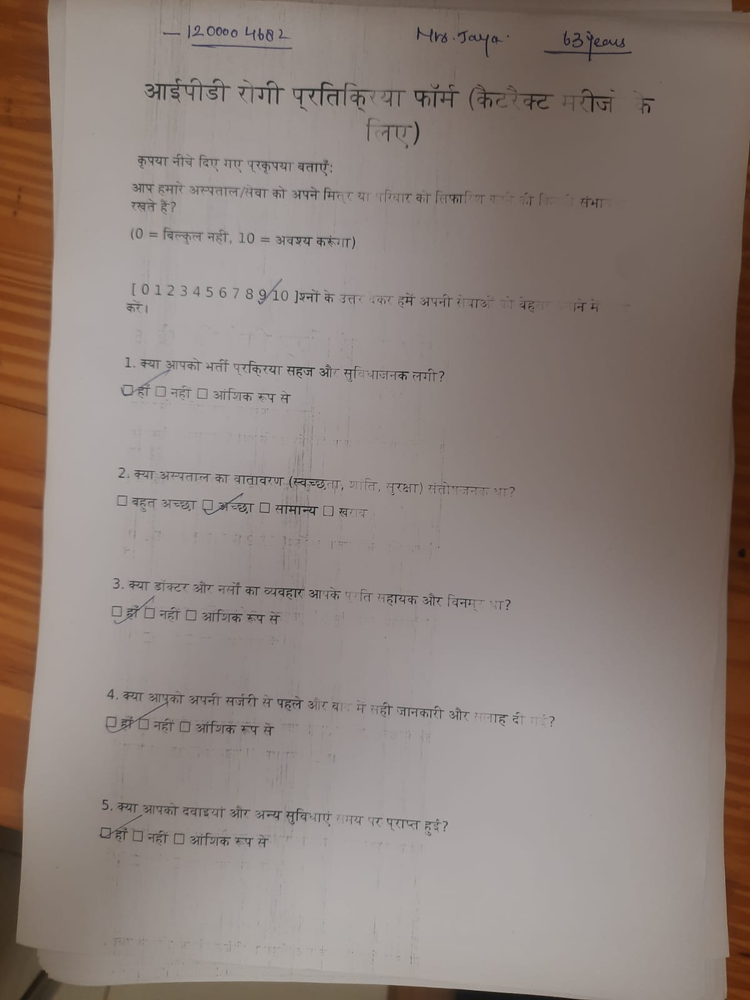 – 120000 4682 Mrs. Jaya. 63 years
आईपीडी रोगी प्रतिक्रिया फॉर्म (कैटरैक्ट मरीजों के
लिए)
कृपया नीचे दिए गए प्रकृपया बताएँ:
आप हमारे अस्पताल/सेवा को अपने मित्र या परिवार को सिफारिश करने की कितनी
रखते हैं?
(0 = बिल्कुल नहीं, 10 = अवश्य करूंगा)
[ 0 1 2 3 4 5 6 7 8 9 10 ]श्नों के उत्तर देकर हमें अपनी सेवाओं को बेहतर बनाने में
करें।
1. क्या आपको भर्ती प्रक्रिया सहज और सुविधाजनक लगी?
☐ हाँ ☐ नहीं ☐ आंशिक रूप से
2. क्या अस्पताल का वातावरण (स्वच्छता, शांति, सुरक्षा) संतोषजनक था?
☐ बहुत अच्छा ☐ अच्छा ☐ सामान्य ☐ खराब
3. क्या डॉक्टर और नर्सों का व्यवहार आपके प्रति सहायक और विनम्र था?
☐ हाँ ☐ नहीं ☐ आंशिक रूप से
4. क्या आपको अपनी सर्जरी से पहले और बाद में सही जानकारी और सलाह दी गई?
☐ हाँ ☐ नहीं ☐ आंशिक रूप से
5. क्या आपको दवाइयां और अन्य सुविधाएं समय पर प्राप्त हुईं?
☐ हाँ ☐ नहीं ☐ आंशिक रूप से